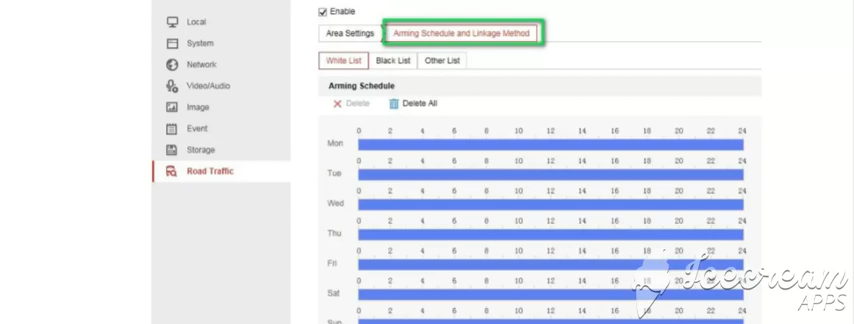 Enable
Local
Area Settings
Arming Schedule and Linkage Method
System
White List
Black List
Other List
Network
Video/Audio
Arming Schedule
Image
Delete
Delete All
Event
0 2 4 6 8 10 12 14 16 18 20 22 24
Mon
Storage
0 2 4 6 8 10 12 14 16 18 20 22 24
Road Traffic
Tue
0 2 4 6 8 10 12 14 16 18 20 22 24
Wed
0 2 4 6 8 10 12 14 16 18 20 22 24
Thu
0 2 4 6 8 10 12 14 16 18 20 22 24
Fri
0 2 4 6 8 10 12 14 16 18 20 22 24
Sat
0 2 4 6 8 10 12 14 16 18 20 22 24
Sun
Icecream
APPS